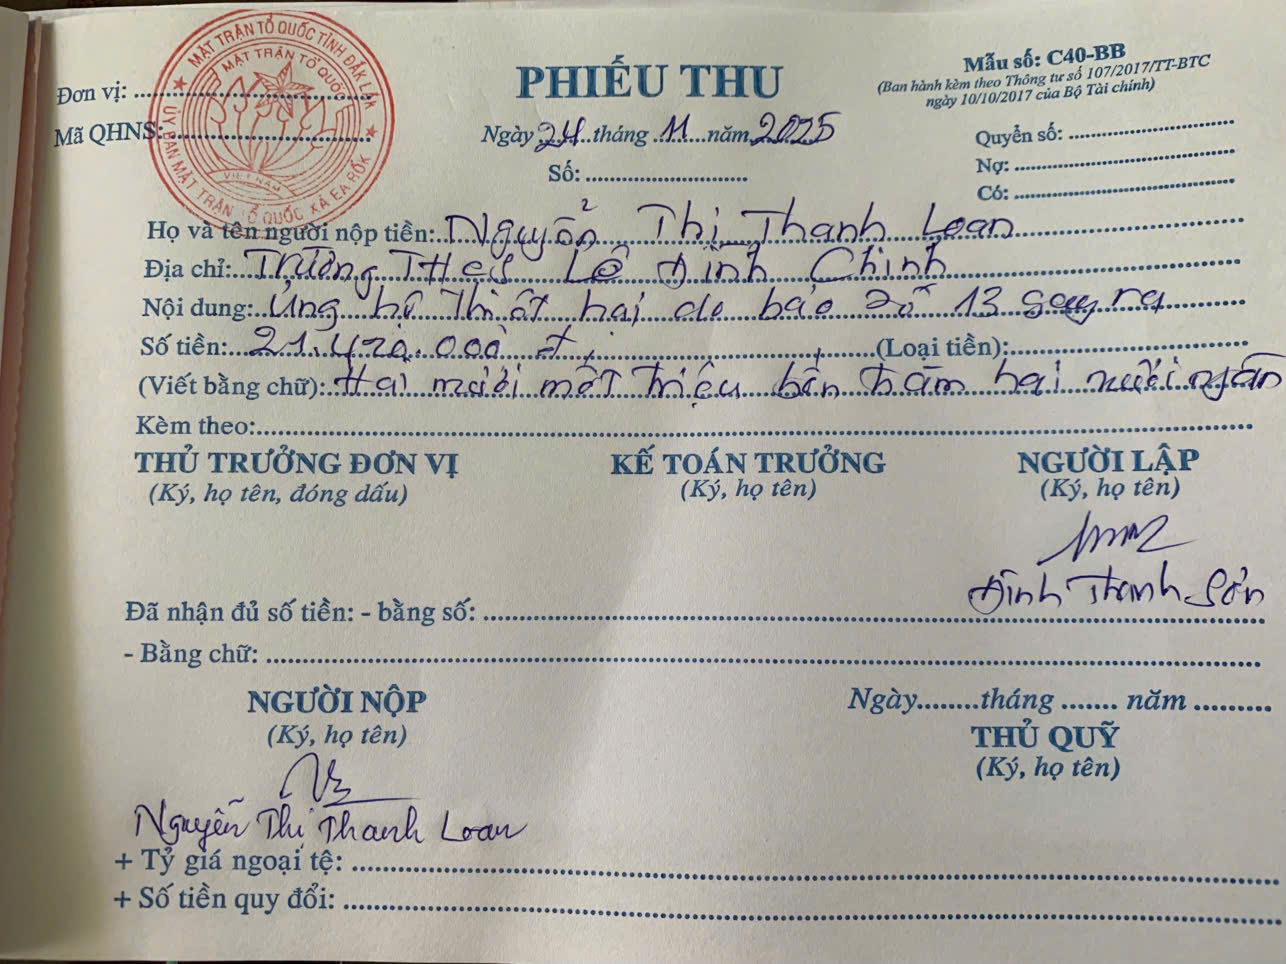 MẶT TRẬN TỔ QUỐC TỈNH ĐẮK LẮK
ỦY BAN MẶT TRẬN TỔ QUỐC XÃ EA RỐK
MẶT TRẬN TỔ QUỐC
VIỆT NAM
Đơn vị:
Mã QHNS:
PHIẾU THU
Ngày 24 tháng 11 năm 2025
Số:
Mẫu số: C40-BB
(Ban hành kèm theo Thông tư số 107/2017/TT-BTC
ngày 10/10/2017 của Bộ Tài chính)
Quyển số:
Nợ:
Có:
Họ và tên người nộp tiền: Nguyễn Thị Thanh Loan
Địa chỉ: Trường THCS Lê Đình Chinh
Nội dung: Ủng hộ Thiệt hại do bão số 13 gây ra
Số tiền: 21.420.000 đ, (Loại tiền):
(Viết bằng chữ): Hai mươi một triệu bốn trăm hai mươi ngàn
Kèm theo:
THỦ TRƯỞNG ĐƠN VỊ
(Ký, họ tên, đóng dấu)
KẾ TOÁN TRƯỞNG
(Ký, họ tên)
NGƯỜI LẬP
(Ký, họ tên)
Đinh Thanh Sơn
Đã nhận đủ số tiền: - bằng số:
- Bằng chữ:
NGƯỜI NỘP
(Ký, họ tên)
Nguyễn Thị Thanh Loan
Ngày........tháng ....... năm
THỦ QUỸ
(Ký, họ tên)
+ Tỷ giá ngoại tệ:
+ Số tiền quy đổi: